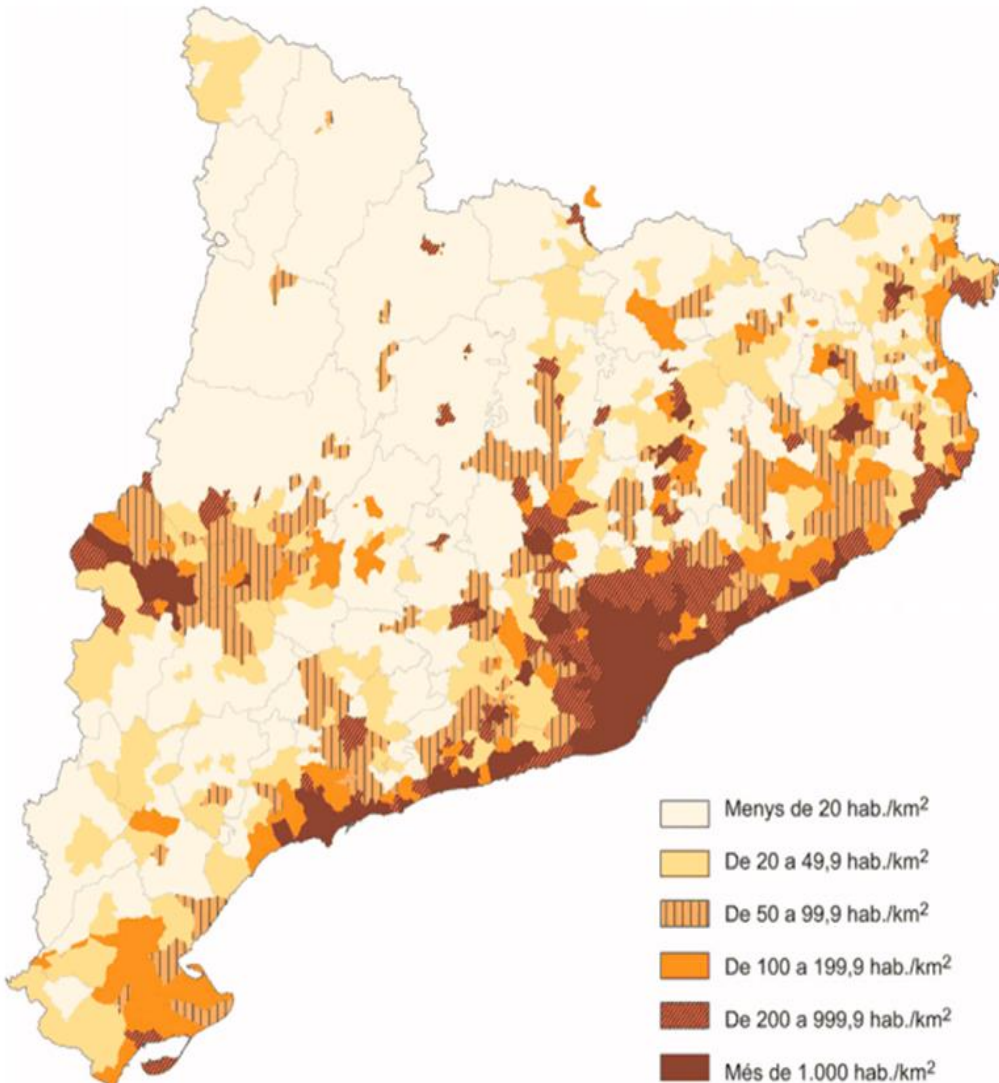 Menys de 20 hab./km²
De 20 a 49,9 hab./km²
De 50 a 99,9 hab./km²
De 100 a 199,9 hab./km²
De 200 a 999,9 hab./km²
Més de 1.000 hab./km²